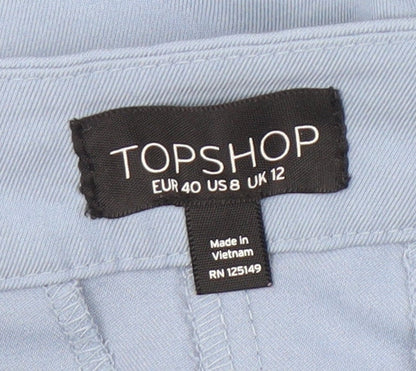 TOPSHOP
EUR 40 US 8 UK 12
Made in
Vietnam
RN 125149